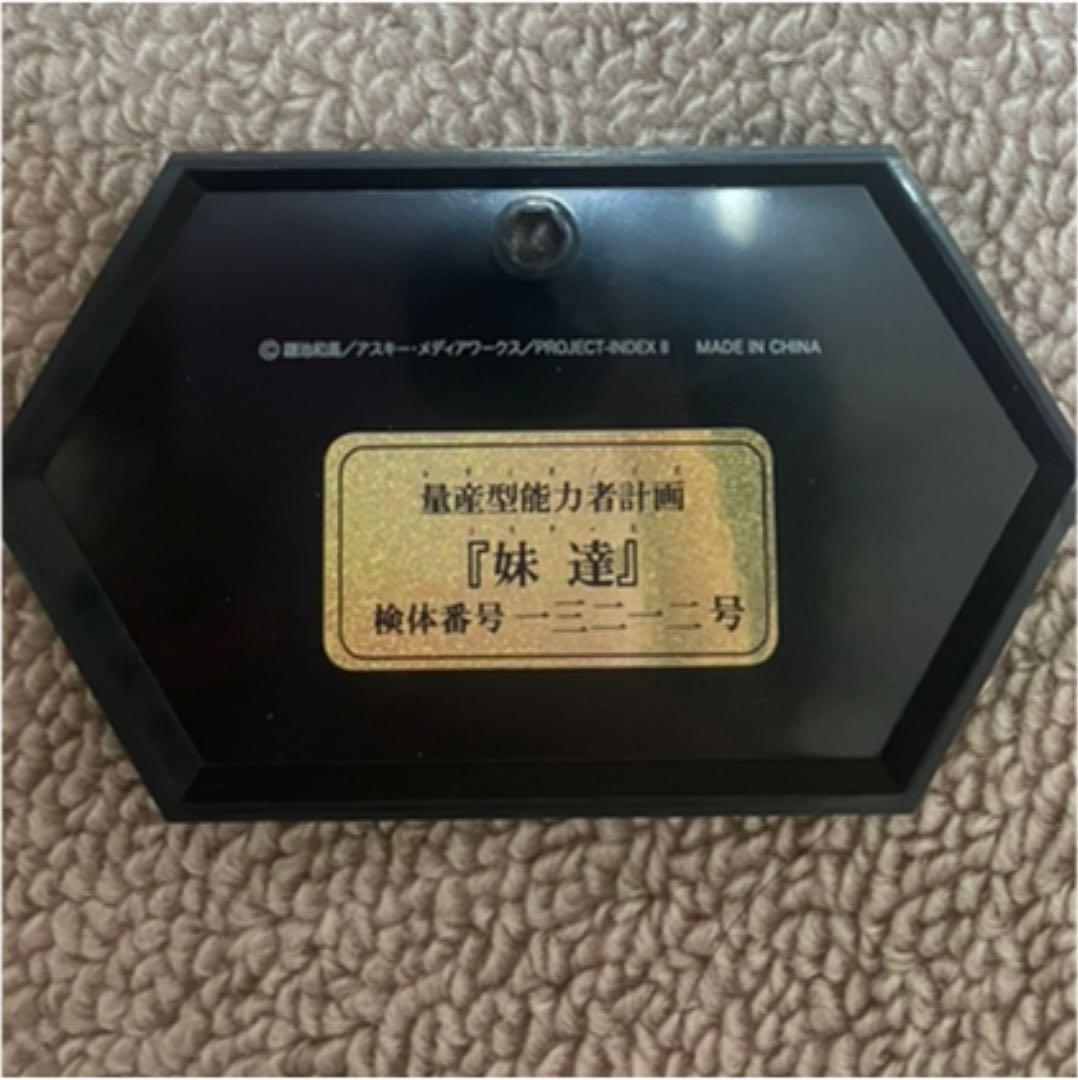 ©鎌池和馬／アスキー・メディアワークス／PROJECT-INDEX II MADE IN CHINA
量産型能力者計画
『妹達』
検体番号一三二一二号